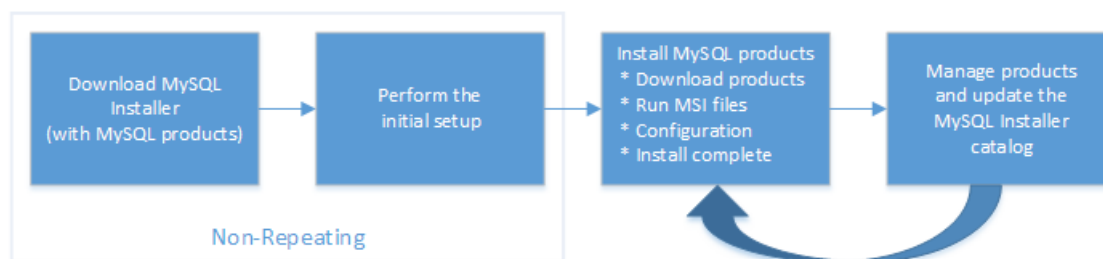 Download MySQL
Installer
(with MySQL products)
Perform the
initial setup
Install MySQL products
* Download products
* Run MSI files
* Configuration
* Install complete
Manage products
and update the
MySQL Installer
catalog
Non-Repeating